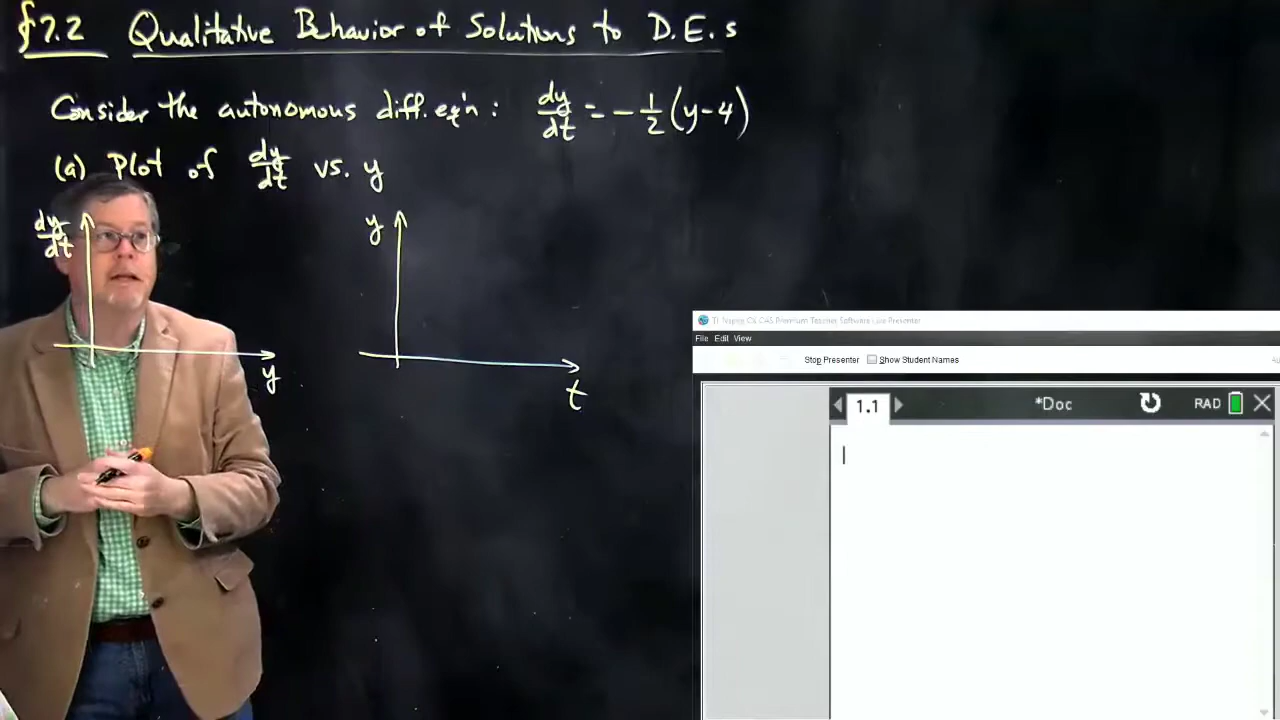 §7.2 Qualitative Behavior of Solutions to D.E.s
Consider the autonomous diff. eq'n: dy/dt = -1/2 (y-4)
(a) Plot of dy/dt vs. y
dy/dt
y
y
t
File Edit View
Stop Presenter Show Student Names
1.1 *Doc RAD